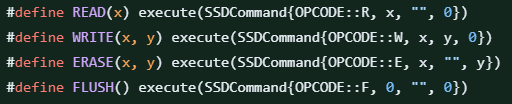 #define READ(x) execute(SSDCommand{OPCODE::R, x, "", 0})
#define WRITE(x, y) execute(SSDCommand{OPCODE::W, x, y, 0})
#define ERASE(x, y) execute(SSDCommand{OPCODE::E, x, "", y})
#define FLUSH() execute(SSDCommand{OPCODE::F, 0, "", 0})